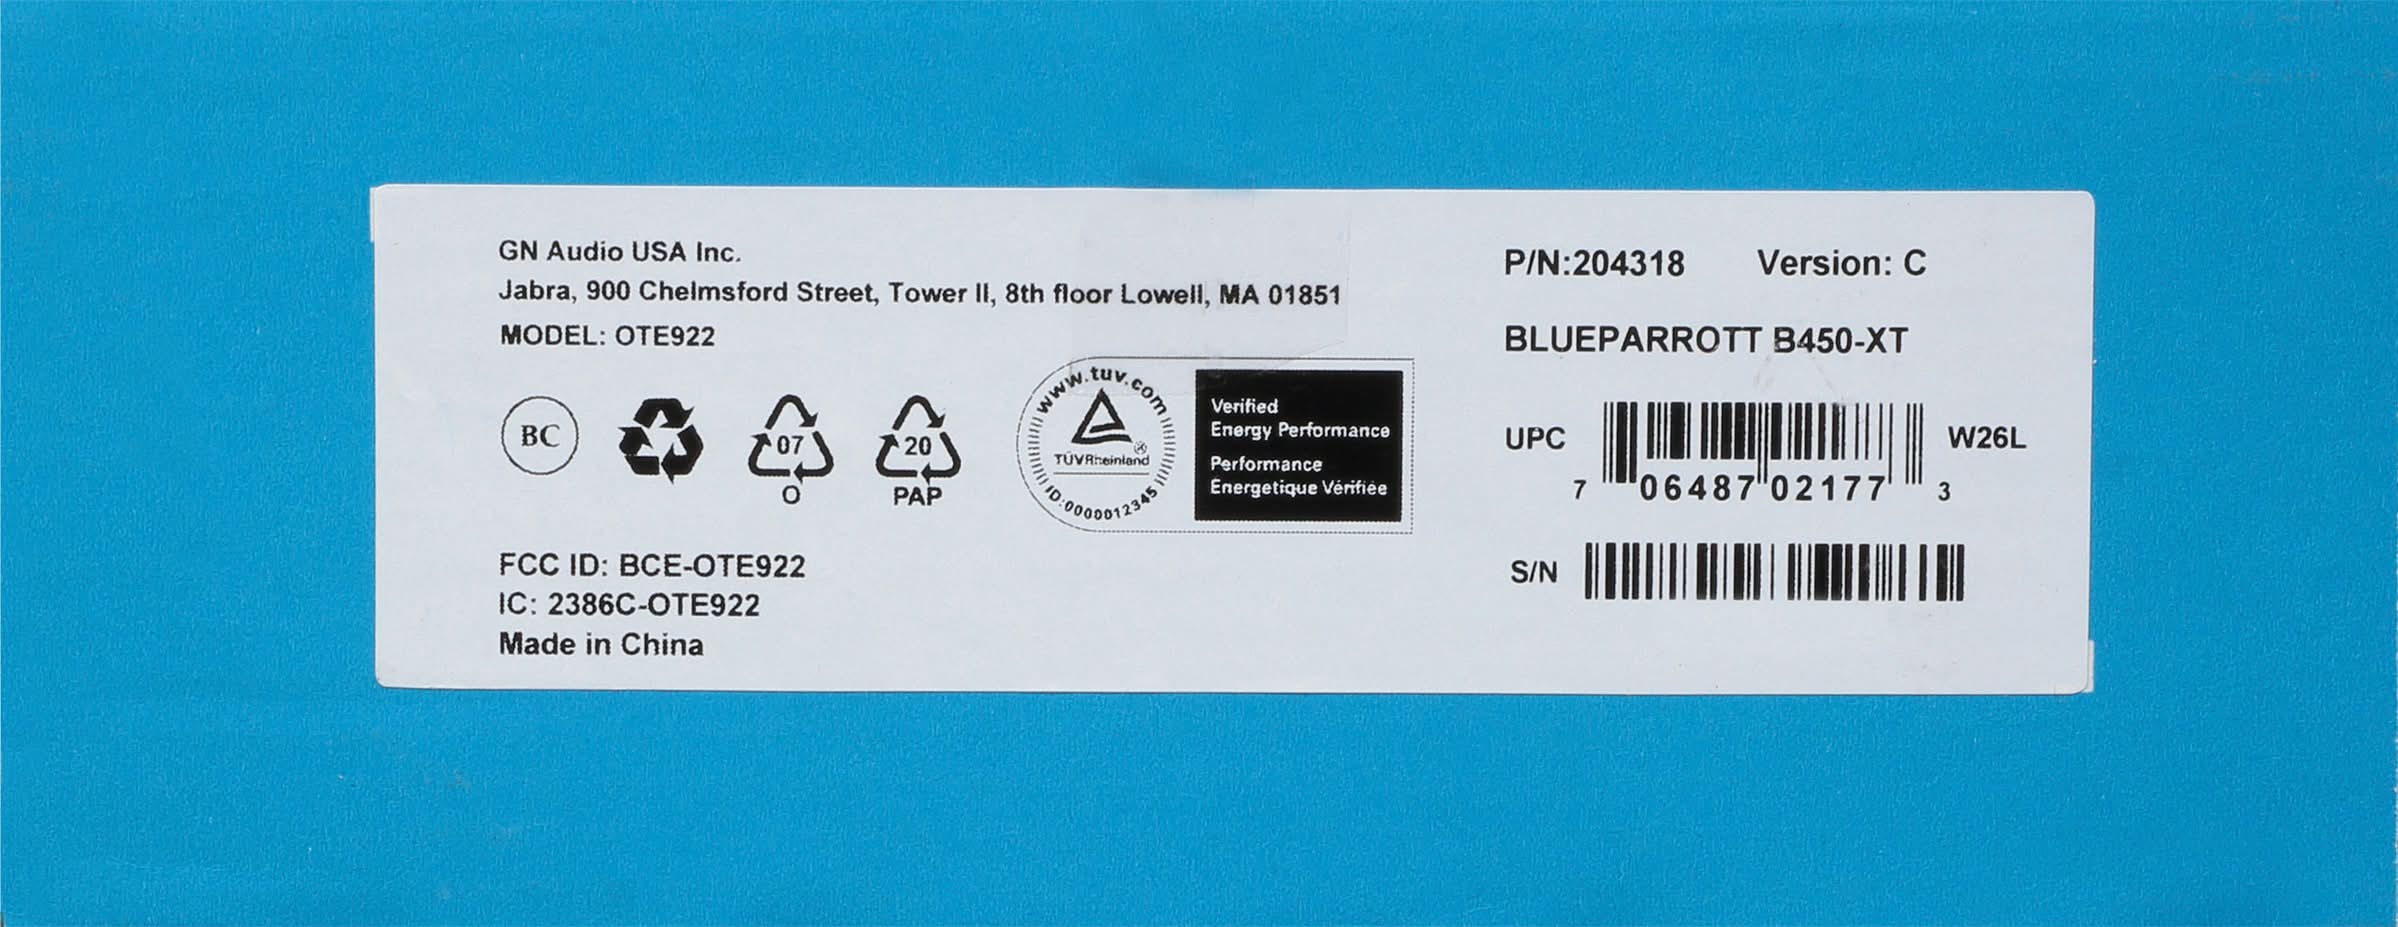 GN Audio USA Inc.
Jabra, 900 Chelmsford Street, Tower II, 8th floor Lowell, MA 01851
MODEL: OTE922
BC
07
O
20
PAP
www.tuv.com
TÜVRheinland
®
ID:0000012345
Verified
Energy Performance
Performance
Energetique Vérifiée
FCC ID: BCE-OTE922
IC: 2386C-OTE922
Made in China
P/N:204318 Version: C
BLUEPARROTT B450-XT
UPC W26L
7 06487 02177 3
S/N